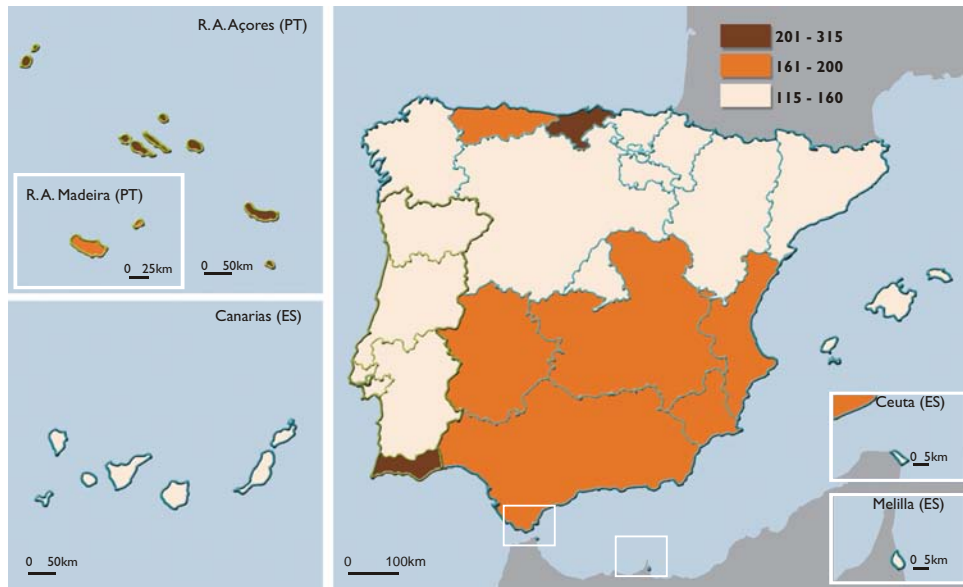 R.A.Açores (PT)
R.A. Madeira (PT)
0 25km
0 50km
Canarias (ES)
0 50km
201 - 315
161 - 200
115 - 160
Ceuta (ES)
0 5km
Melilla (ES)
0 5km
0 100km